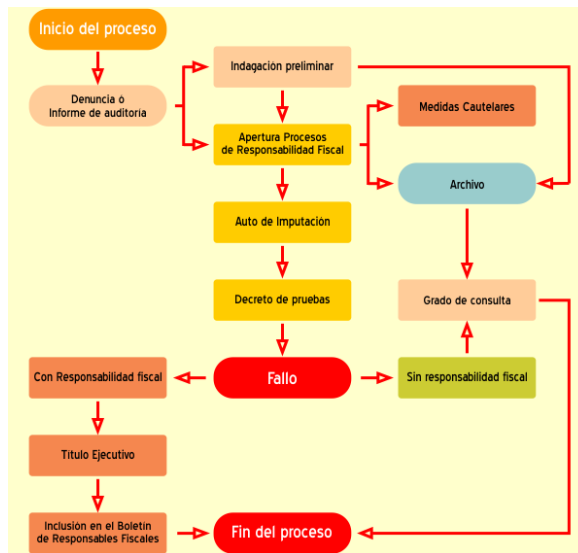 Inicio del proceso
Denuncia ó
Informe de auditoría
Indagación preliminar
Apertura Procesos
de Responsabilidad Fiscal
Medidas Cautelares
Archivo
Auto de Imputación
Decreto de pruebas
Grado de consulta
Con Responsabilidad fiscal
Fallo
Sin responsabilidad fiscal
Título Ejecutivo
Inclusión en el Boletín
de Responsables Fiscales
Fin del proceso